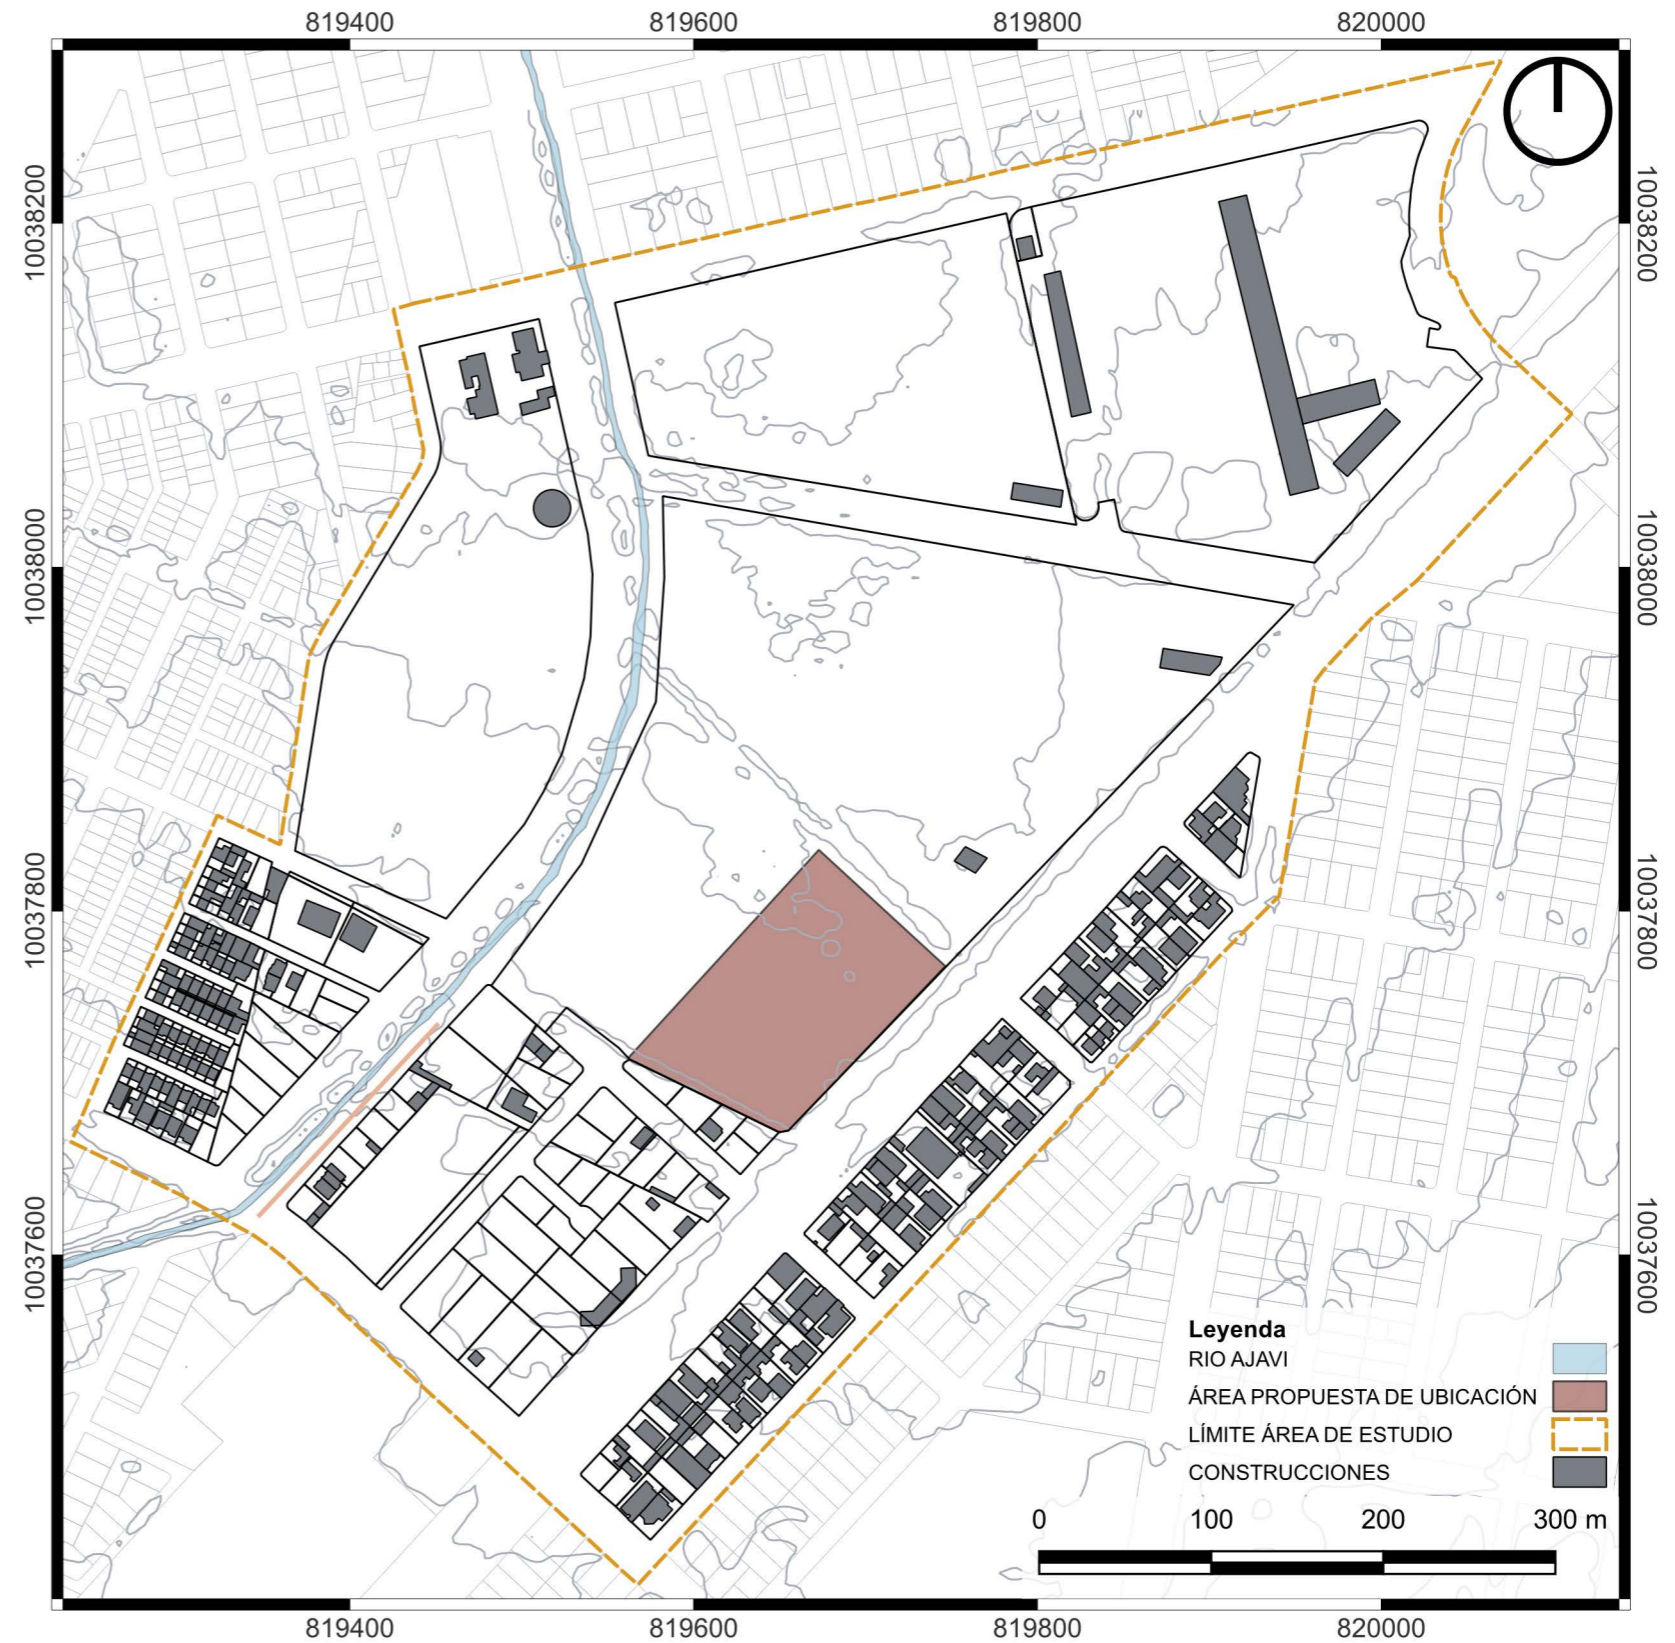 819400 819600 819800 820000
10038200 10038200
10038000 10038000
10037800 10037800
10037600 10037600
Leyenda
RIO AJAVI
ÁREA PROPUESTA DE UBICACIÓN
LÍMITE ÁREA DE ESTUDIO
CONSTRUCCIONES
0 100 200 300 m
819400 819600 819800 820000